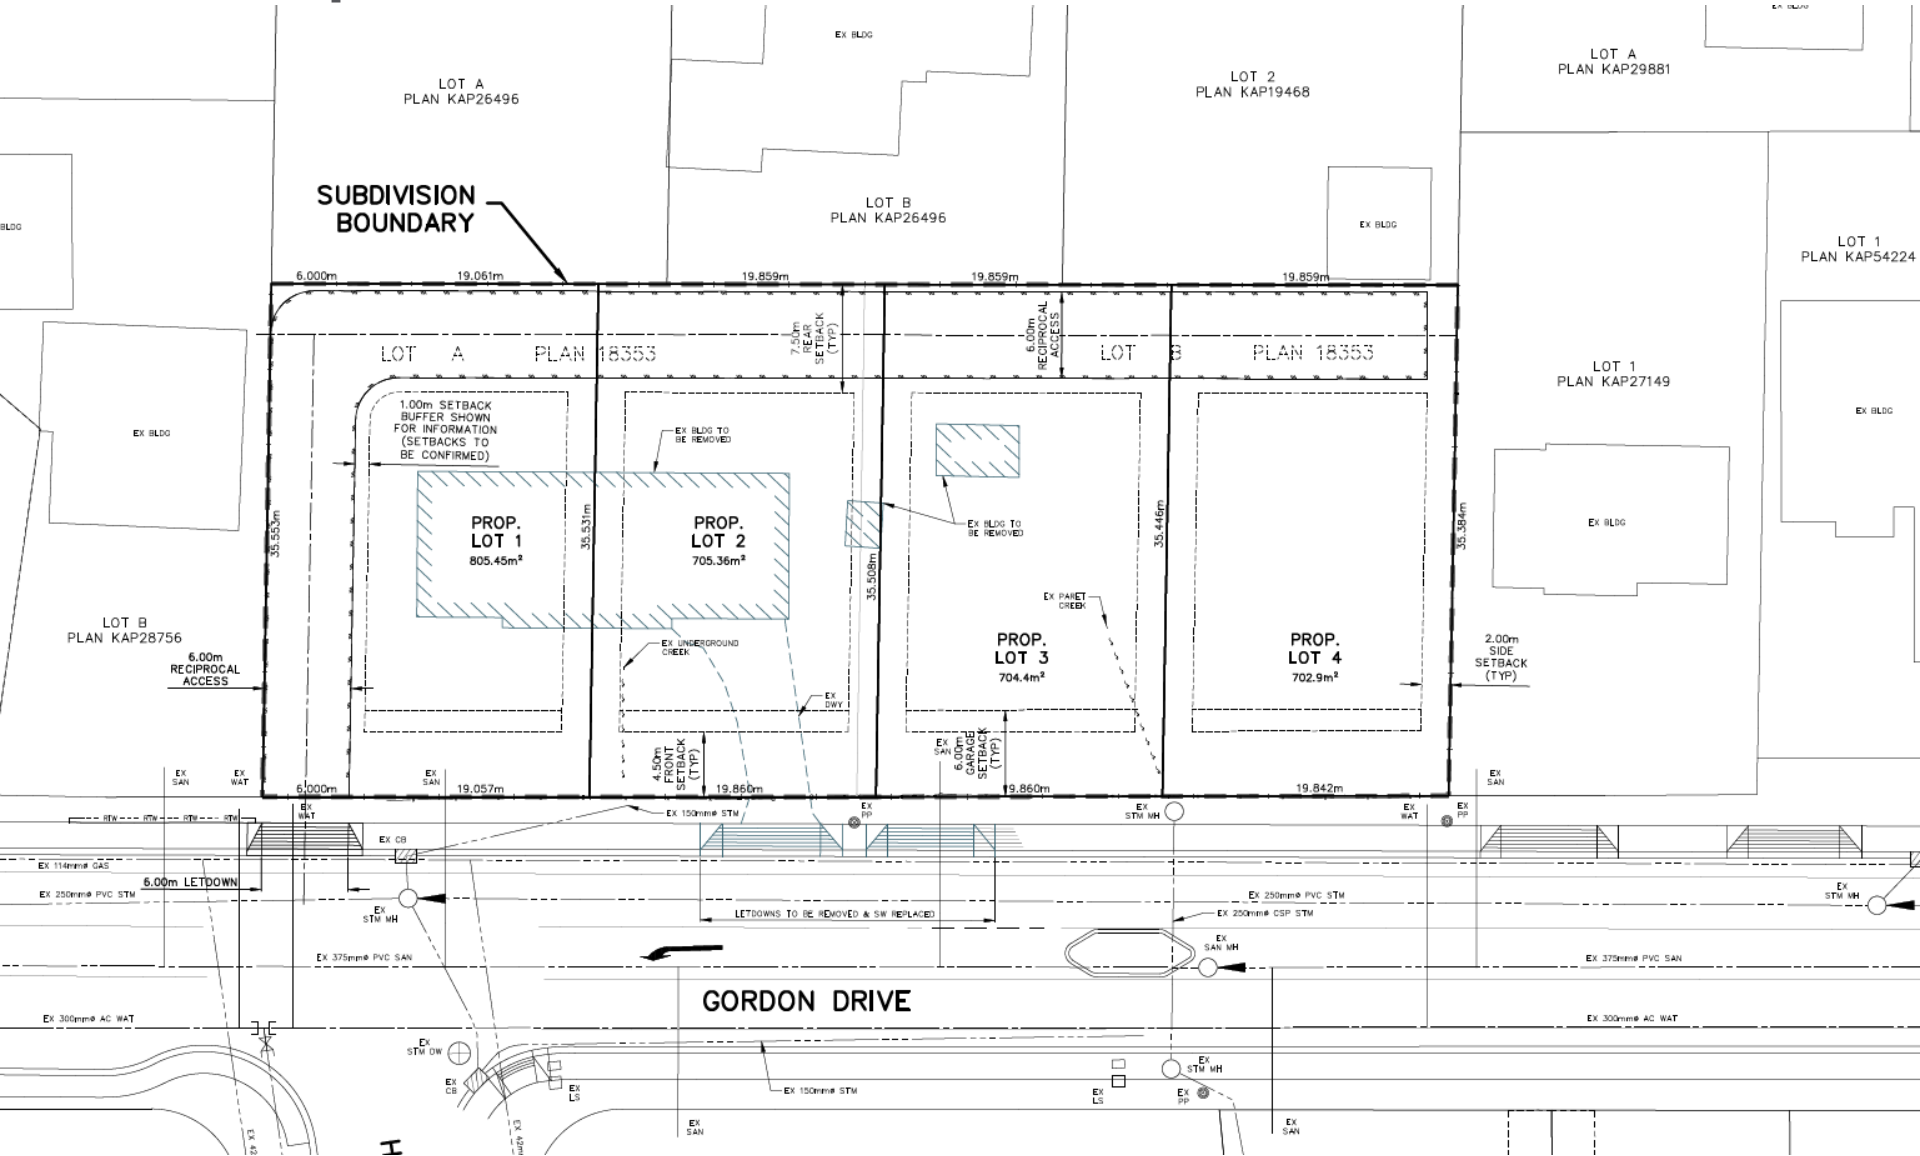 EX BLDG
EX BLDG
LOT A
PLAN KAP26496
LOT 2
PLAN KAP19468
LOT A
PLAN KAP29881
SUBDIVISION
BOUNDARY
LOT B
PLAN KAP26496
EX BLDG
BLDG
LOT 1
PLAN KAP54224
6.000m
19.061m
19.859m
19.859m
19.859m
LOT A PLAN 18353
7.50m
REAR
SETBACK
(TYP)
6.00m
RECIPROCAL
ACCESS
LOT B PLAN 18353
LOT 1
PLAN KAP27149
1.00m SETBACK
BUFFER SHOWN
FOR INFORMATION
(SETBACKS TO
BE CONFIRMED)
EX BLDG
EX BLDG TO
BE REMOVED
EX BLDG
35.553m
PROP.
LOT 1
805.45m²
35.531m
PROP.
LOT 2
705.36m²
35.508m
EX BLDG TO
BE REMOVED
35.446m
35.384m
EX BLDG
EX PARET
CREEK
LOT B
PLAN KAP28756
6.00m
RECIPROCAL
ACCESS
EX UNDERGROUND
CREEK
PROP.
LOT 3
704.4m²
PROP.
LOT 4
702.9m²
2.00m
SIDE
SETBACK
(TYP)
EX
DWY
4.50m
FRONT
SETBACK
(TYP)
EX
SAN
6.00m
GARAGE
SETBACK
(TYP)
EX
SAN
EX
WAT
EX
SAN
EX
SAN
6.000m
19.057m
19.860m
19.860m
19.842m
EX
WAT
EX 150mmø STM
EX
PP
EX
STM MH
EX
WAT
EX
PP
RTW RTW RTW RTW
EX CB
EX 114mmø GAS
6.00m LETDOWN
EX 250mmø PVC STM
EX
STM MH
LETDOWNS TO BE REMOVED & SW REPLACED
EX 250mmø PVC STM
EX 250mmø CSP STM
EX
STM MH
EX
SAN MH
EX 375mmø PVC SAN
EX 375mmø PVC SAN
GORDON DRIVE
EX 300mmø AC WAT
EX 300mmø AC WAT
EX
STM DW
EX
CB
EX
LS
EX 150mmø STM
EX
LS
EX
STM MH
EX
PP
EX
SAN
EX
SAN
H